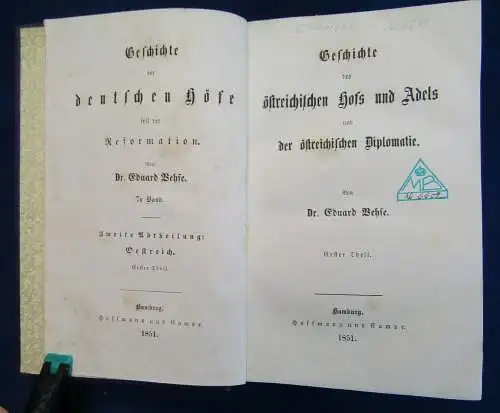 Geschichte
der
deutschen Höfe
seit der
Reformation.
Von
Dr. Eduard Vehse.
7r Band.
Zweite Abtheilung:
Oestreich.
Erster Theil.
Hamburg.
Hoffmann und Campe.
1851.
Geschichte
des
östreichischen Hofs und Adels
und
der östreichischen Diplomatie.
Von
Dr. Eduard Vehse.
Erster Theil.
Hamburg.
Hoffmann und Campe.
1851.